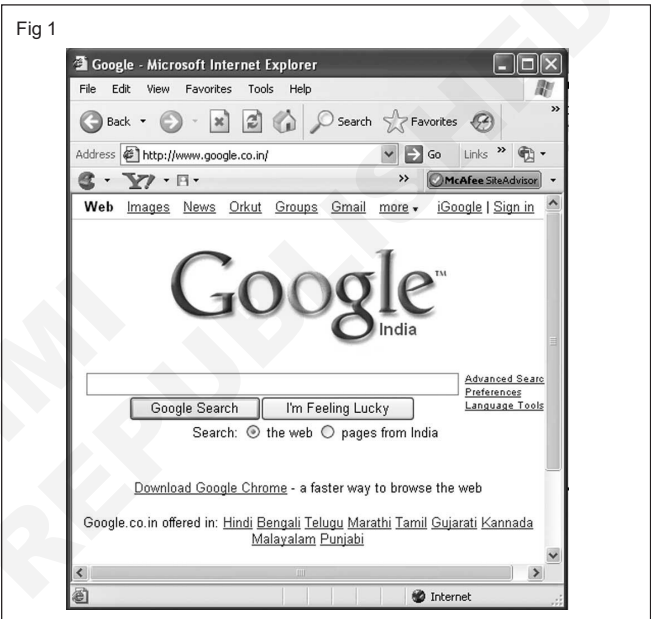 Fig 1
Google - Microsoft Internet Explorer
File Edit View Favorites Tools Help
Back Search Favorites »
Address http://www.google.co.in/ Go Links »
Y7 » McAfee SiteAdvisor
Web Images News Orkut Groups Gmail more iGoogle | Sign in
Google™
India
Advanced Searc
Preferences
Language Tools
Google Search I'm Feeling Lucky
Search: the web pages from India
Download Google Chrome - a faster way to browse the web
Google.co.in offered in: Hindi Bengali Telugu Marathi Tamil Gujarati Kannada
Malayalam Punjabi
Internet